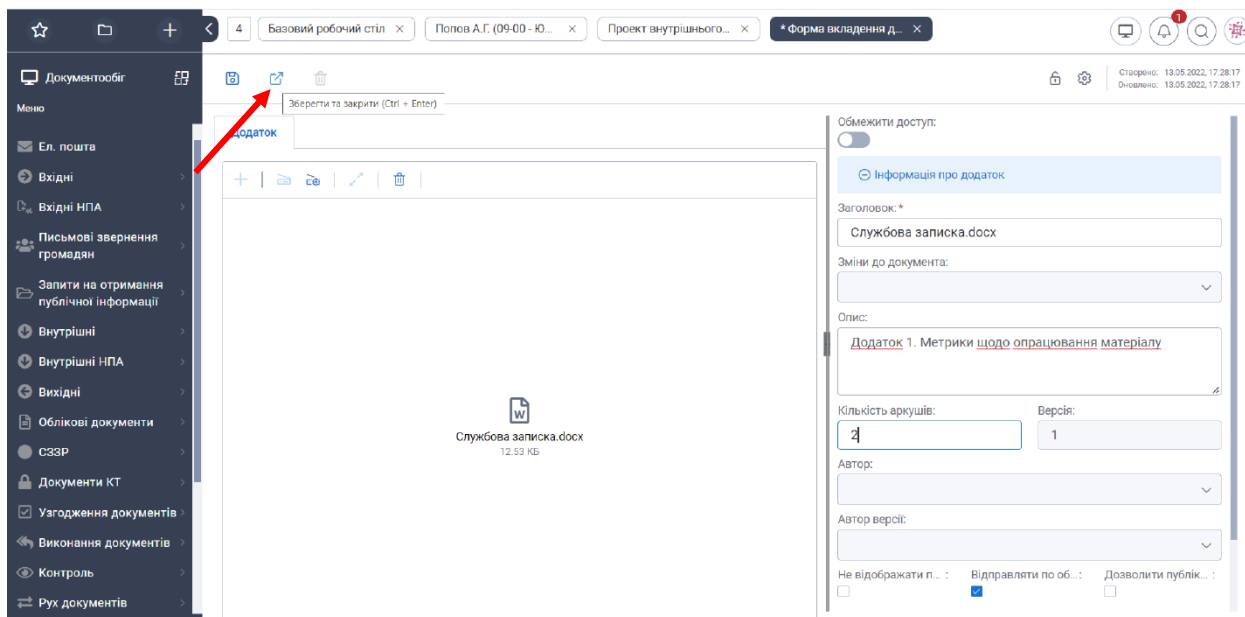 4
Базовий робочий стіл
Попов А.Г. (09-00 - Ю...
Проект внутрішнього...
* Форма вкладення д...
1
Документообіг
Створено: 13.05.2022, 17:28:17
Оновлено: 13.05.2022, 17:28:17
Зберегти та закрити (Ctrl + Enter)
Меню
Ел. пошта
Вхідні
Вхідні НПА
Письмові звернення
громадян
Запити на отримання
публічної інформації
Внутрішні
Внутрішні НПА
Вихідні
Облікові документи
СЗЗР
Документи КТ
Узгодження документів
Виконання документів
Контроль
Рух документів
Додаток
W
Службова записка.docx
12.53 КБ
Обмежити доступ:
Інформація про додаток
Заголовок:*
Службова записка.docx
Зміни до документа:
Опис:
Додаток 1. Метрики щодо опрацювання матеріалу
Кількість аркушів: Версія:
2 1
Автор:
Автор версії:
Не відображати п... : Відправляти по об...: Дозволити публік... :